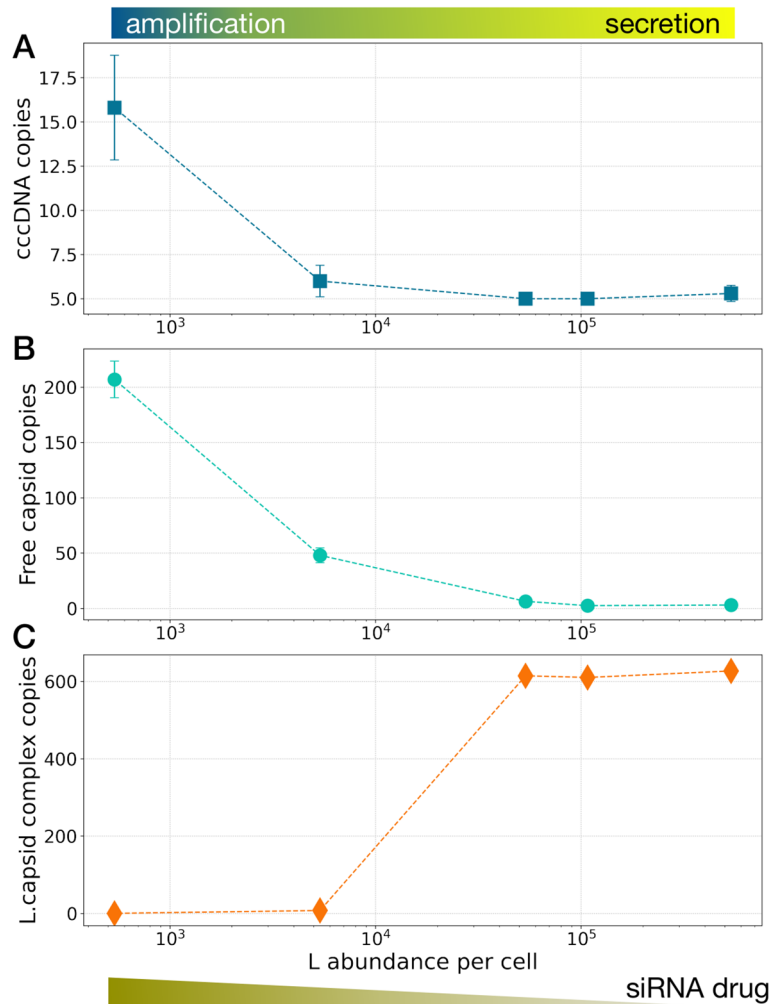 amplification secretion
A
17.5
15.0
12.5
10.0
7.5
5.0
cccDNA copies
10³ 10⁴ 10⁵
B
200
150
100
50
0
Free capsid copies
10³ 10⁴ 10⁵
C
600
400
200
0
L.capsid complex copies
10³ 10⁴ 10⁵
L abundance per cell
siRNA drug